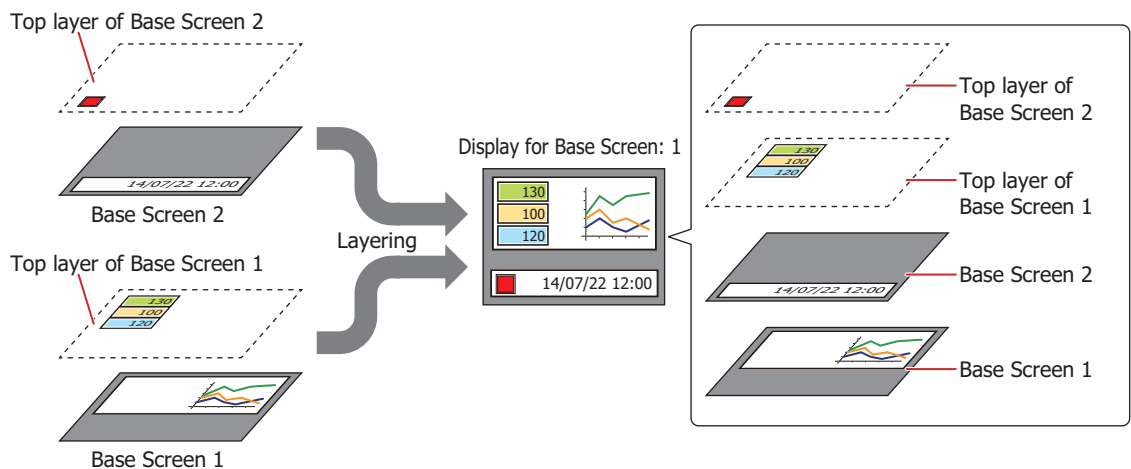 Top layer of Base Screen 2
14/07/22 12:00
Base Screen 2
Top layer of Base Screen 1
130
100
120
Base Screen 1
Layering
Display for Base Screen: 1
130
100
120
14/07/22 12:00
Top layer of
Base Screen 2
130
100
120
Top layer of
Base Screen 1
14/07/22 12:00
Base Screen 2
Base Screen 1